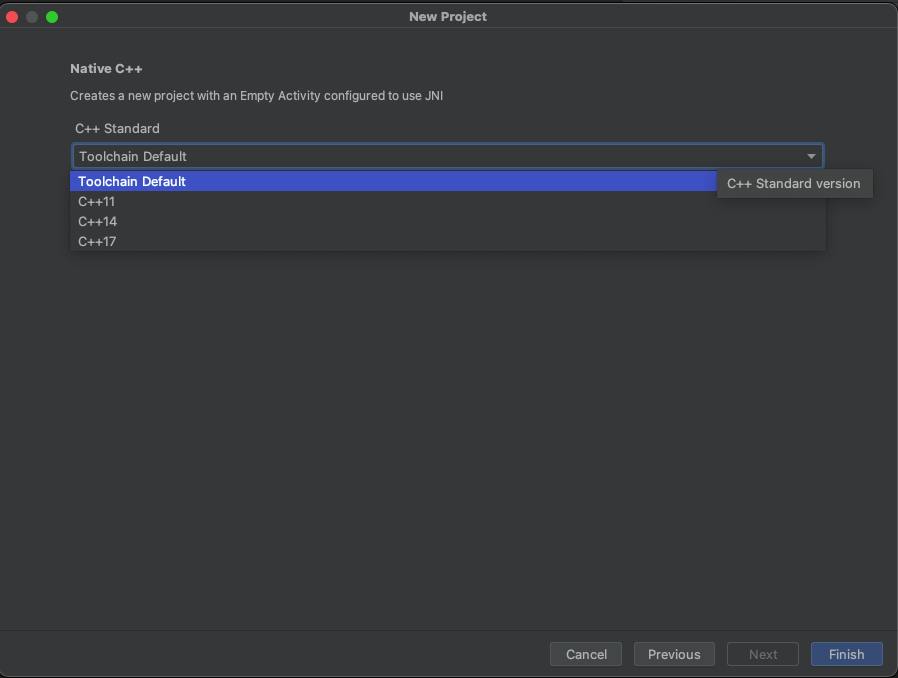 New Project
Native C++
Creates a new project with an Empty Activity configured to use JNI
C++ Standard
Toolchain Default
Toolchain Default
C++ Standard version
C++11
C++14
C++17
Cancel
Previous
Next
Finish